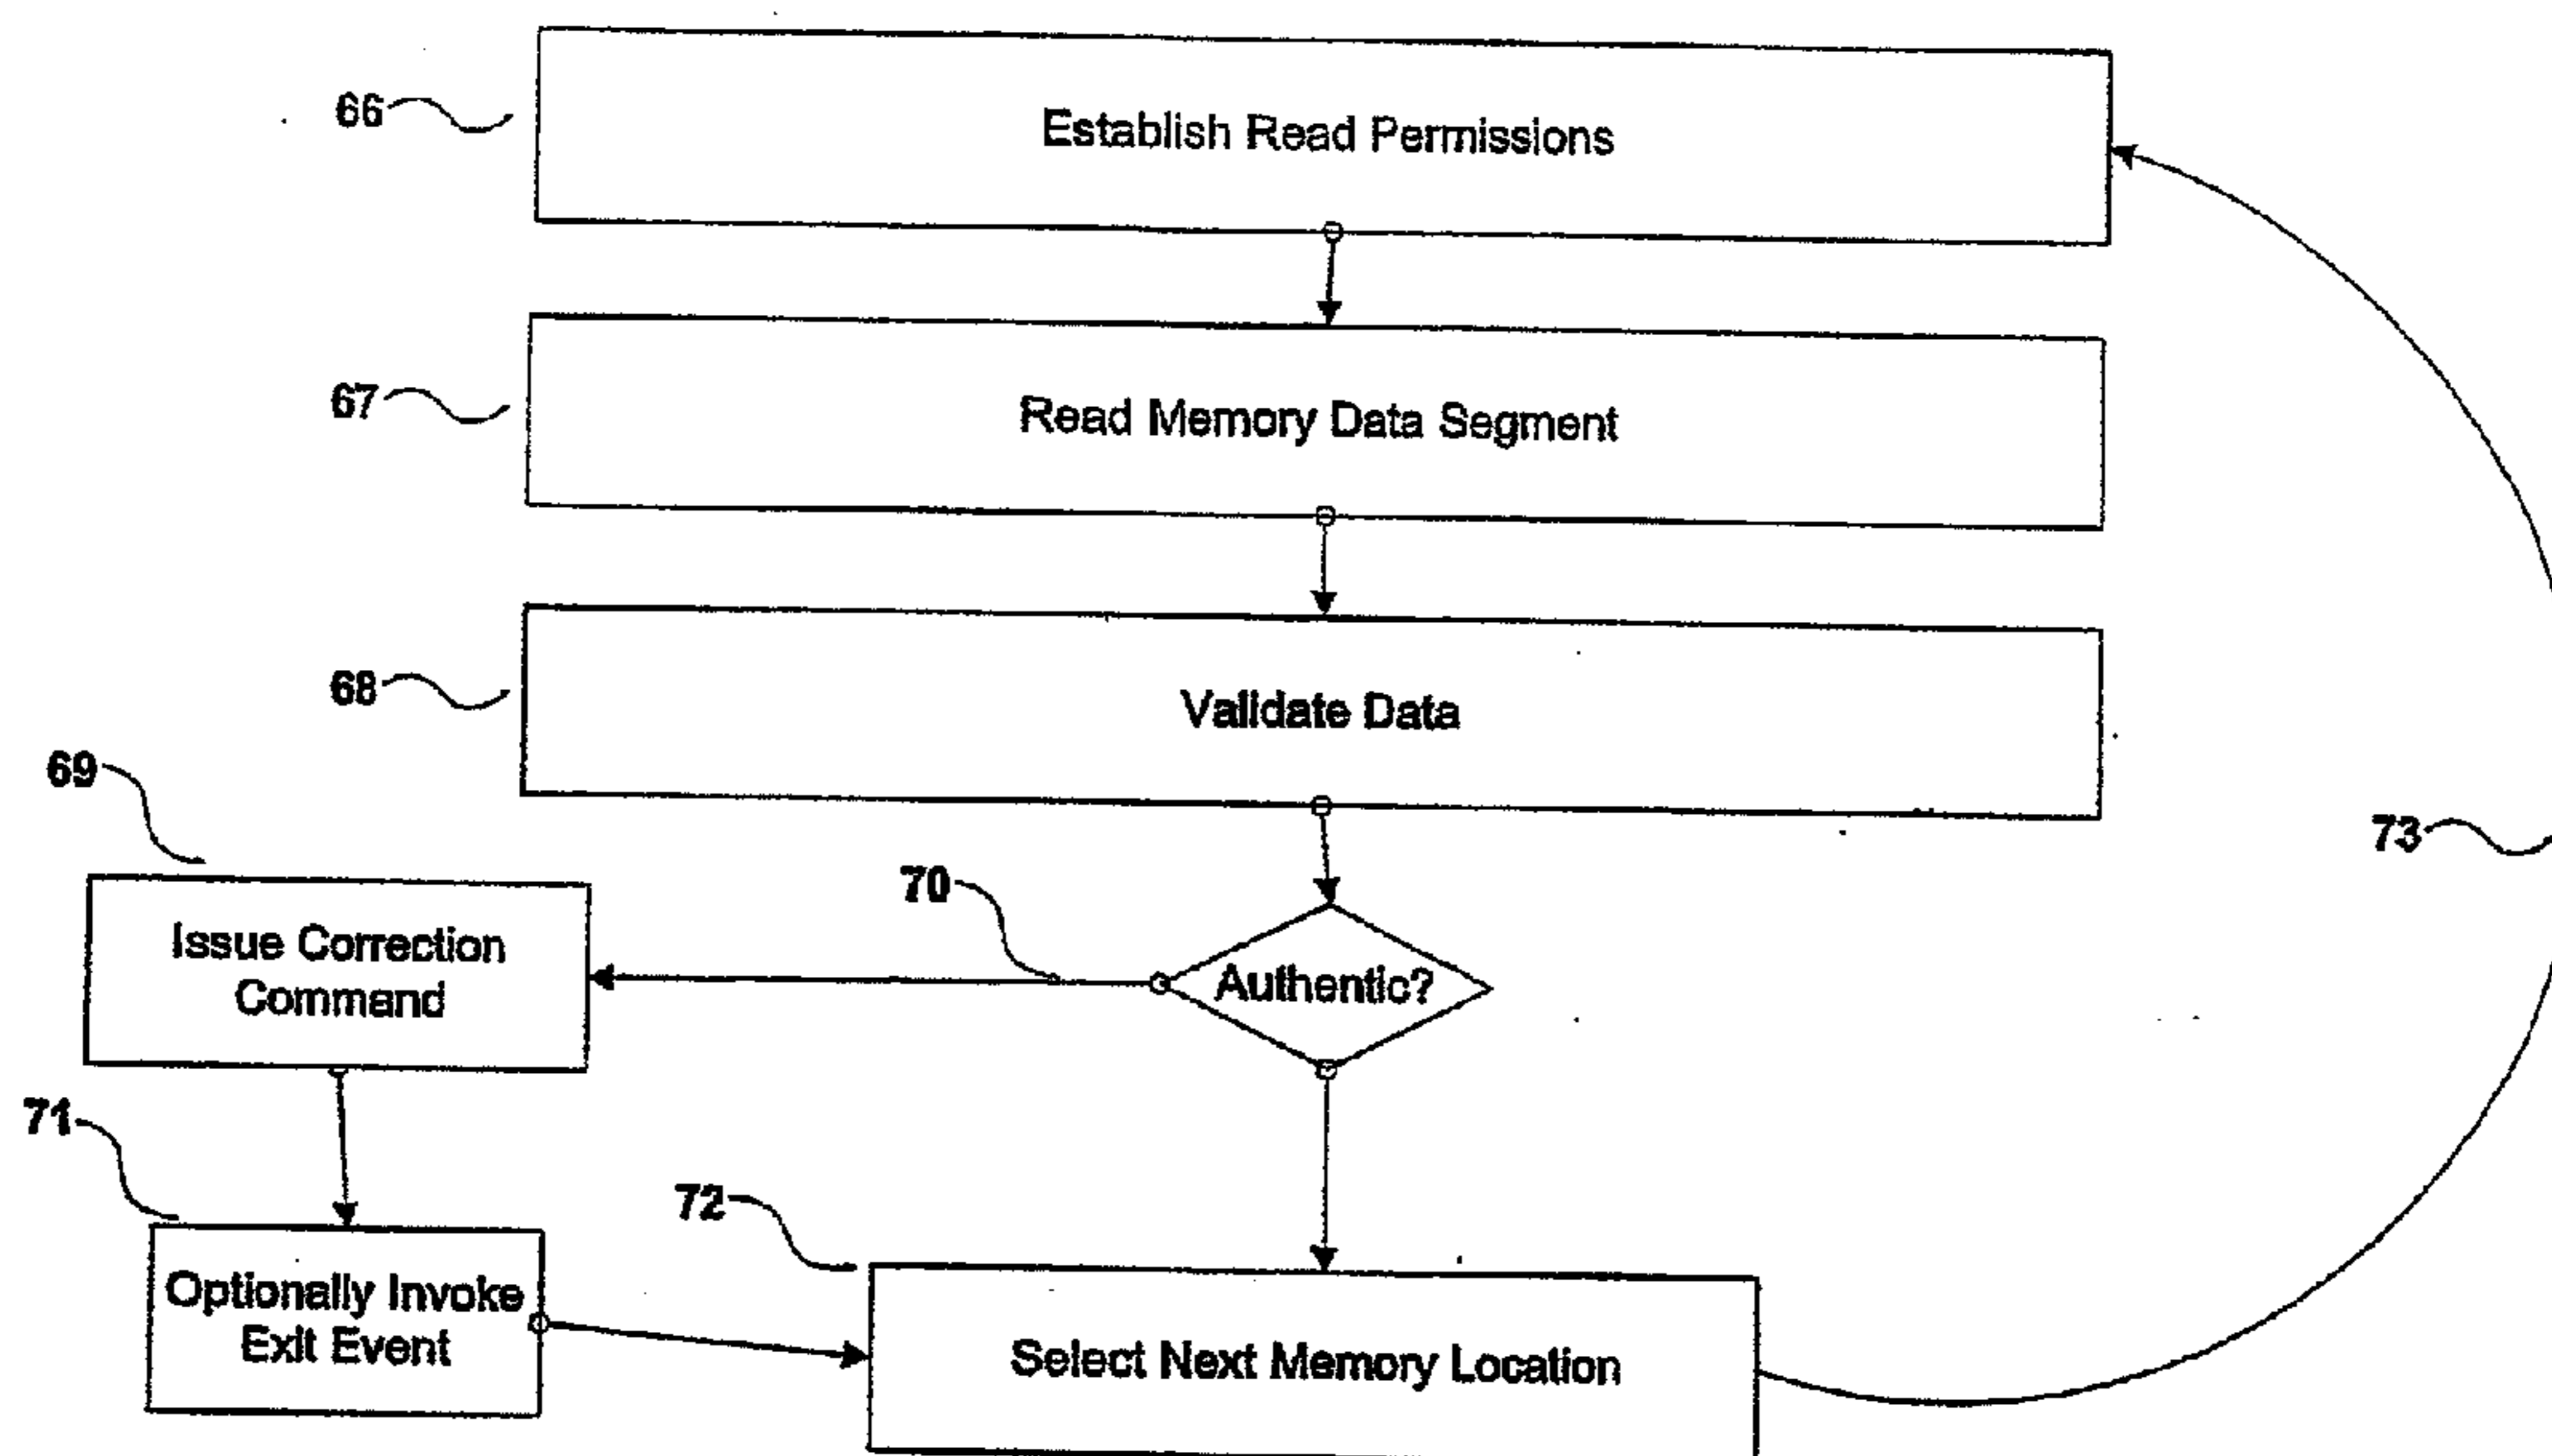 66
Establish Read Permissions
67
Read Memory Data Segment
68
Validate Data
69
Issue Correction
Command
70
Authentic?
73
71
Optionally Invoke
Exit Event
72
Select Next Memory Location